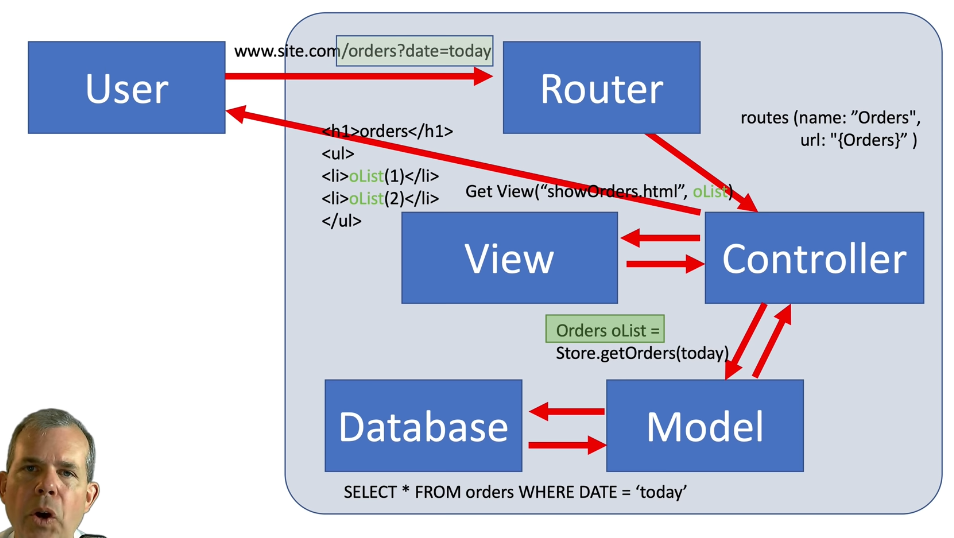 www.site.com/orders?date=today
User
Router
routes (name: ”Orders",
url: "{Orders}” )
<h1>orders</h1>
<ul>
<li>oList(1)</li>
<li>oList(2)</li>
</ul>
Get View(“showOrders.html”, oList)
View
Controller
Orders oList =
Store.getOrders(today)
Database
Model
SELECT * FROM orders WHERE DATE = ‘today’